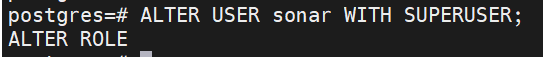 postgres=# ALTER USER sonar WITH SUPERUSER;
ALTER ROLE